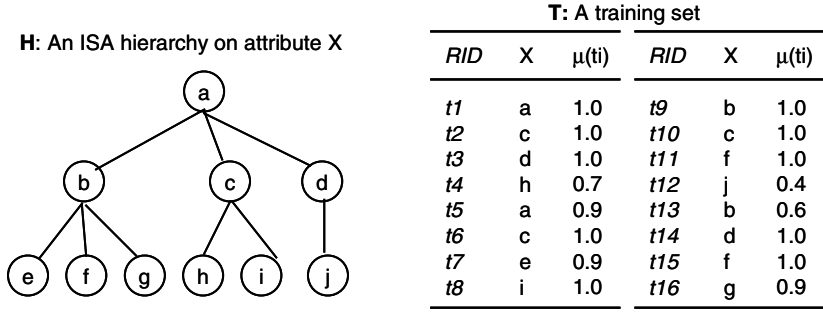 T: A training set
H: An ISA hierarchy on attribute X
RID X μ(ti) RID X μ(ti)
a
t1 a 1.0 t9 b 1.0
t2 c 1.0 t10 c 1.0
t3 d 1.0 t11 f 1.0
b c d
t4 h 0.7 t12 j 0.4
t5 a 0.9 t13 b 0.6
t6 c 1.0 t14 d 1.0
t7 e 0.9 t15 f 1.0
e f g h i j
t8 i 1.0 t16 g 0.9